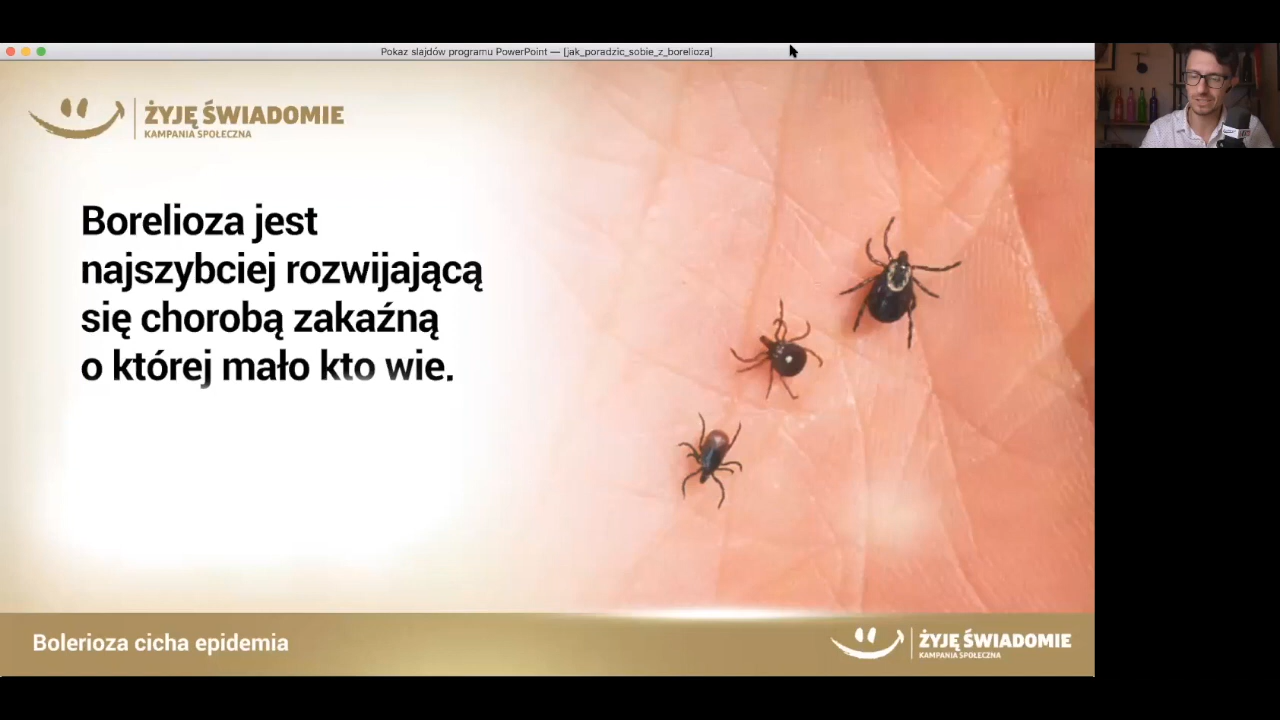 Pokaz slajdów programu PowerPoint — [jak_poradzic_sobie_z_borelioza]
ŻYJĘ ŚWIADOMIE
KAMPANIA SPOŁECZNA
Borelioza jest
najszybciej rozwijającą
się chorobą zakaźną
o której mało kto wie.
Bolerioza cicha epidemia
ŻYJĘ ŚWIADOMIE
KAMPANIA SPOŁECZNA